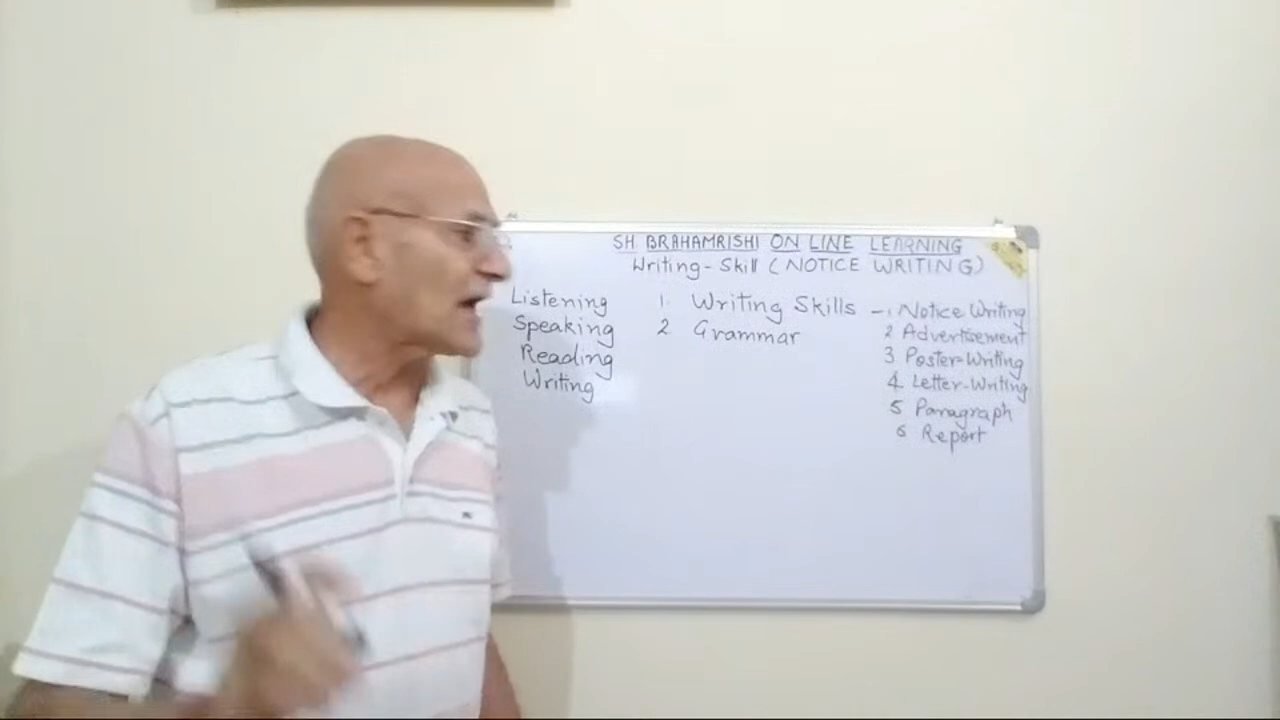 SH BRAHAMRISHI ON LINE LEARNING
Writing-Skill (NOTICE WRITING)
Listening
Speaking
Reading
Writing
1. Writing Skills
2 Grammar
1 Notice Writing
2 Advertisement
3 Poster-Writing
4 Letter-Writing
5 Paragraph
6 Report